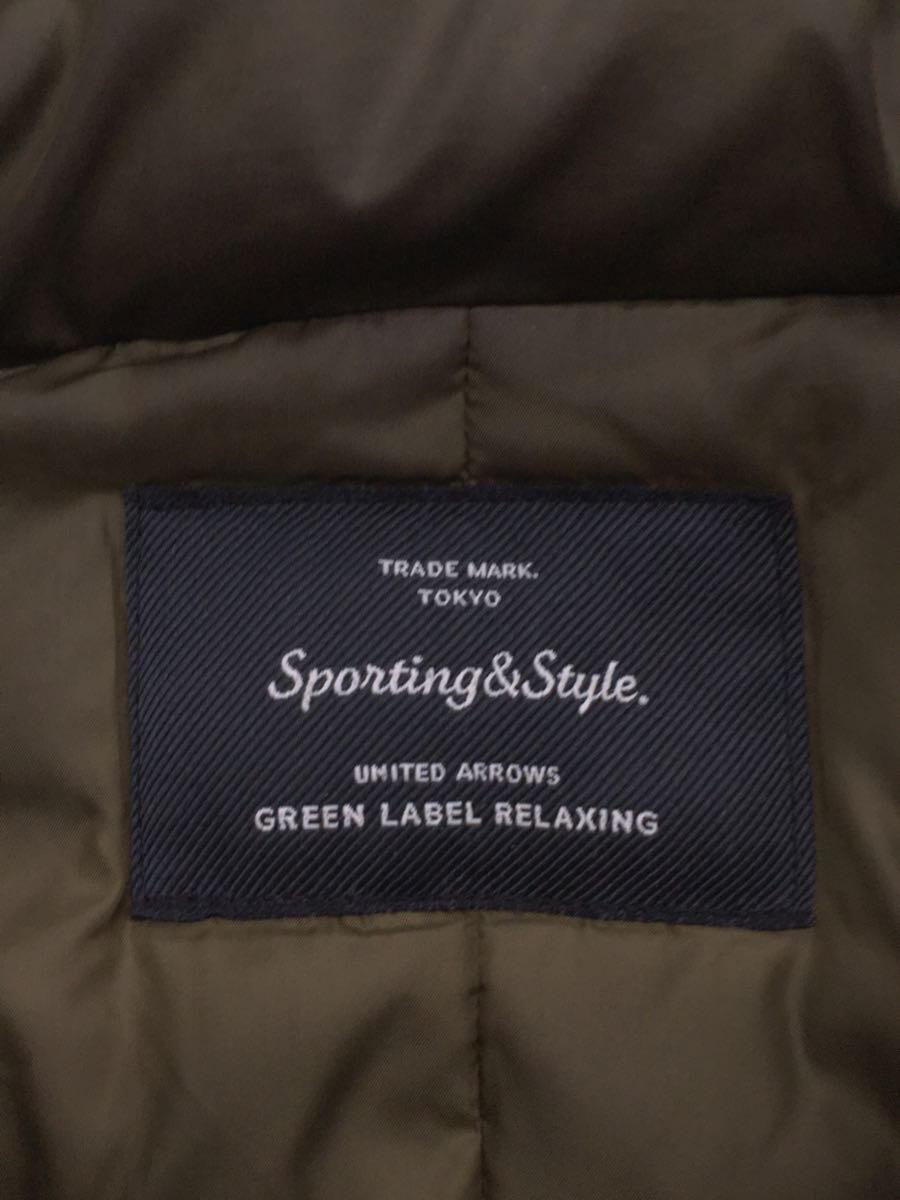 TRADE MARK.
TOKYO
Sporting&Style.
UNITED ARROWS
GREEN LABEL RELAXING